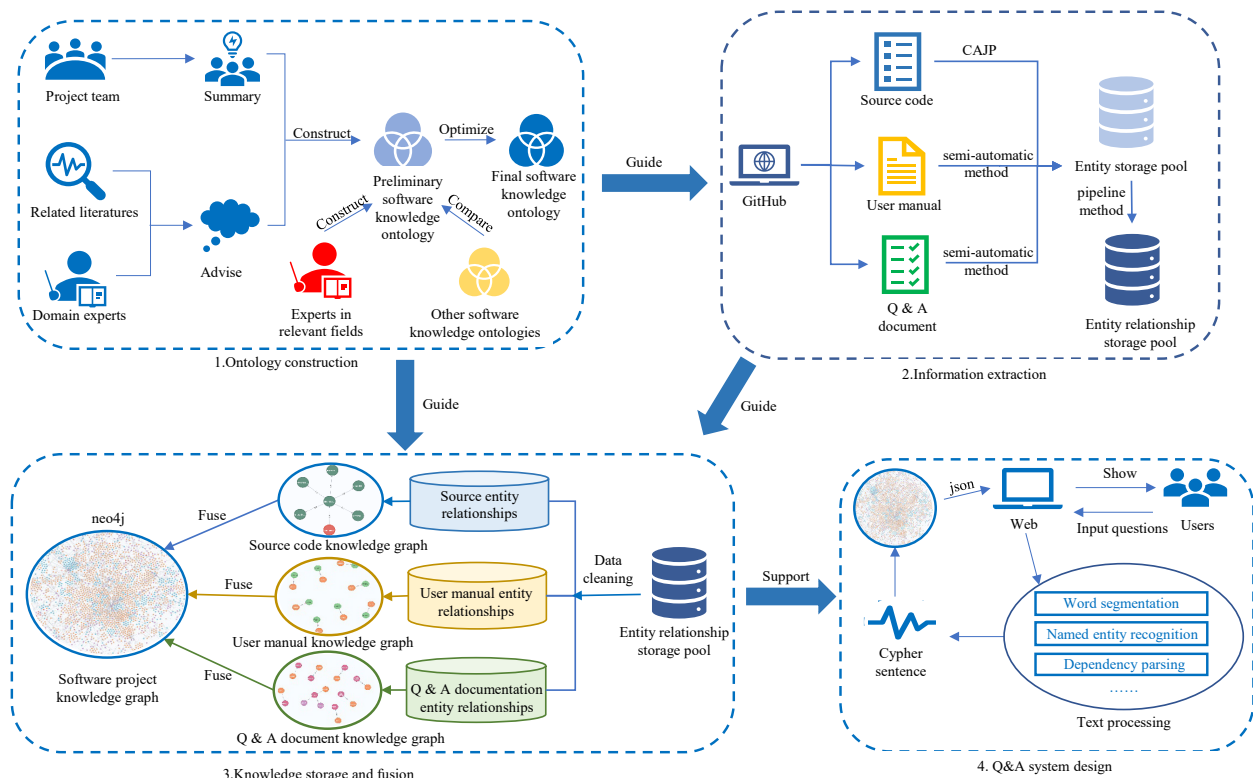 Project team
Summary
Related literatures
Domain experts
Advise
Construct
Optimize
Preliminary
software
knowledge
ontology
Final software
knowledge
ontology
Construct
Compare
Experts in
relevant fields
Other software
knowledge ontologies
1.Ontology construction
Guide
GitHub
Source code
CAJP
User manual
semi-automatic
method
Q & A
document
semi-automatic
method
Entity storage pool
pipeline
method
Entity relationship
storage pool
2.Information extraction
Guide
Guide
neo4j
Software project
knowledge graph
Fuse
Fuse
Fuse
Source code knowledge graph
User manual knowledge graph
Q & A document knowledge graph
Source entity
relationships
User manual entity
relationships
Q & A documentation
entity relationships
Data
cleaning
Entity relationship
storage pool
3.Knowledge storage and fusion
Support
json
Web
Show
Input questions
Users
Cypher
sentence
Word segmentation
Named entity recognition
Dependency parsing
……
Text processing
4. Q&A system design